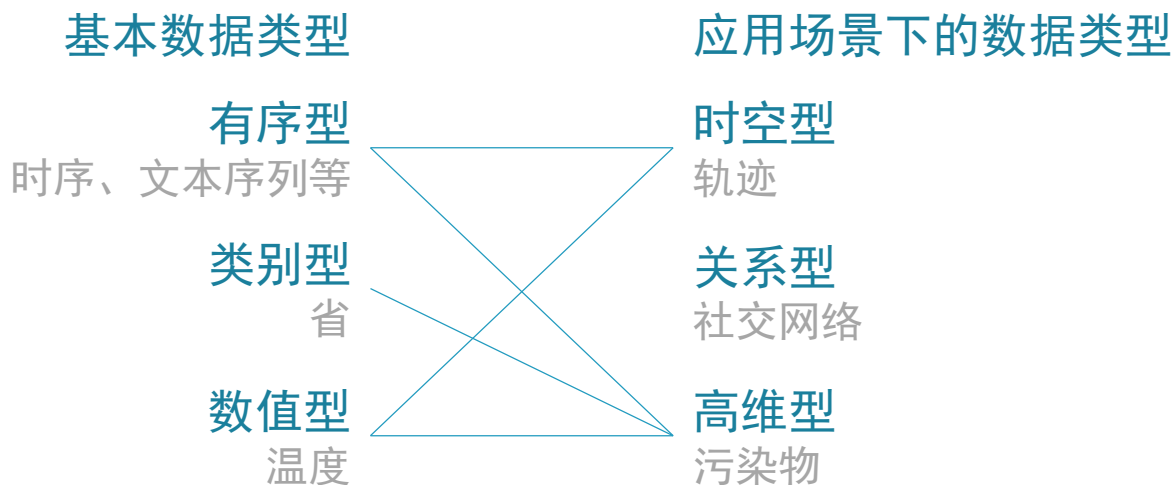 基本数据类型
应用场景下的数据类型
有序型
时序、文本序列等
时空型
轨迹
类别型
省
关系型
社交网络
数值型
温度
高维型
污染物